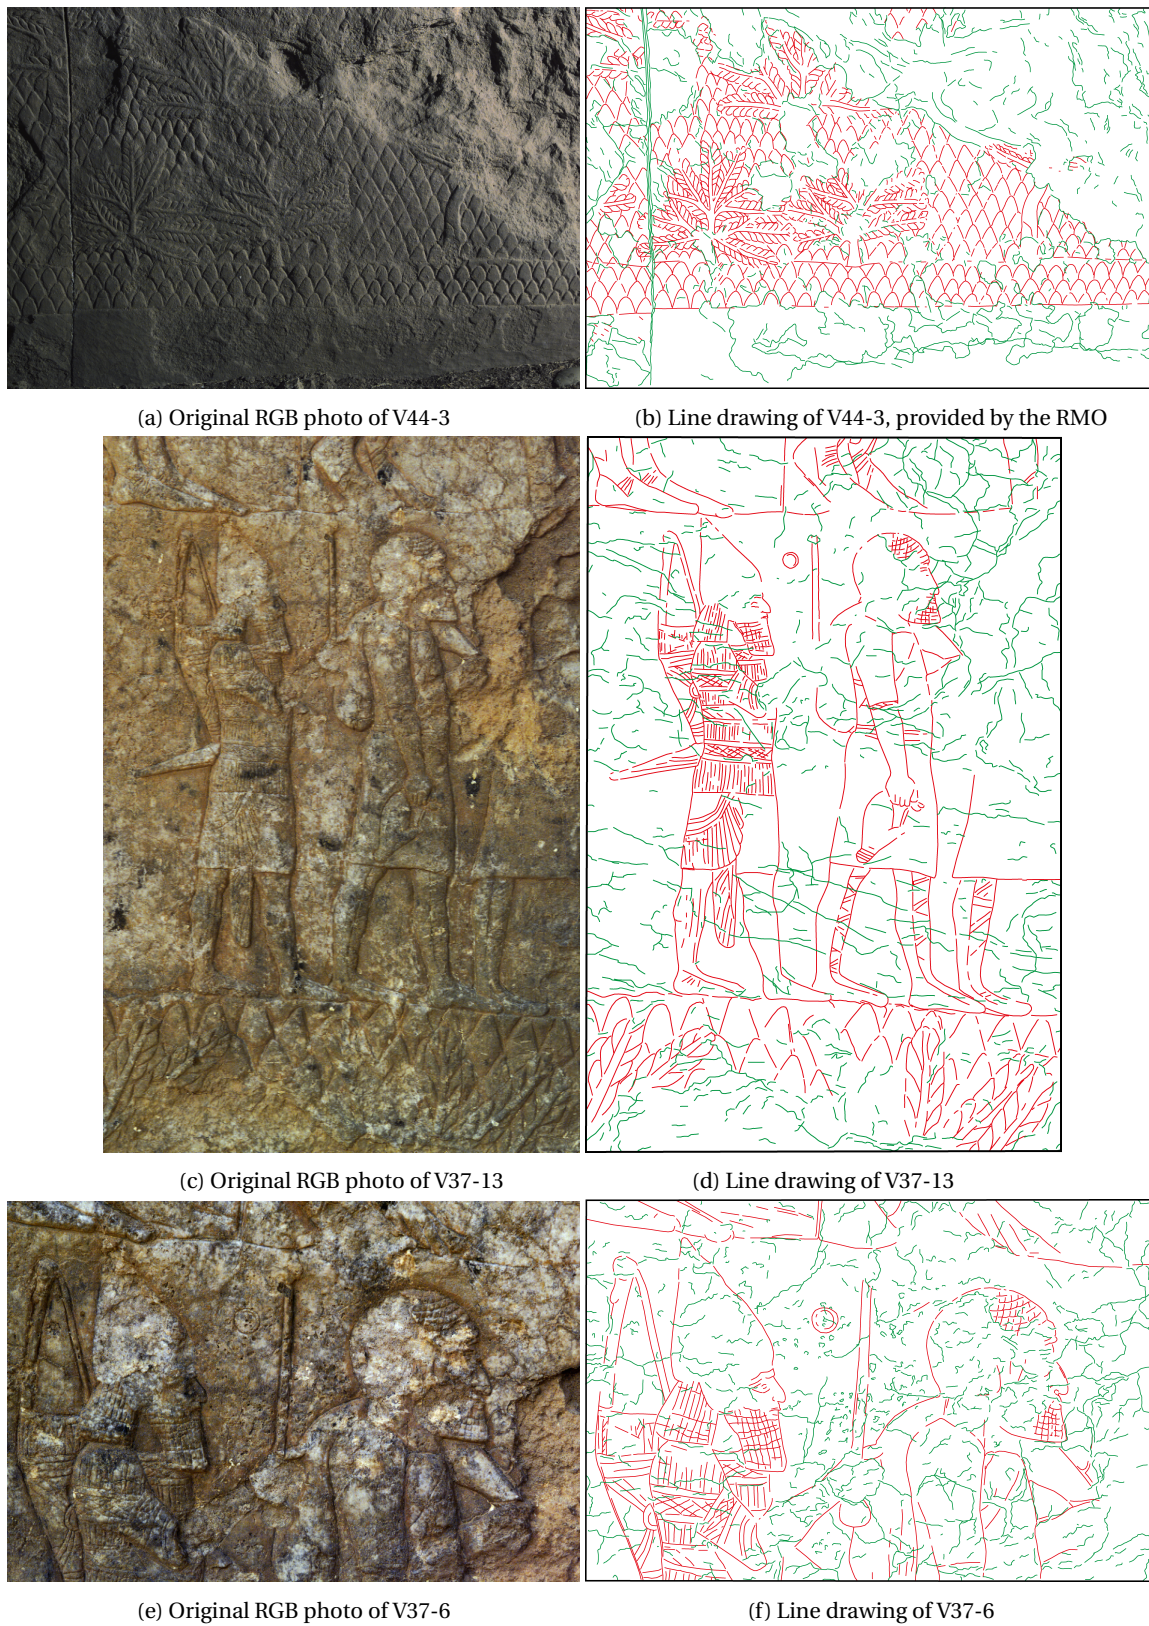 (a) Original RGB photo of V44-3
(b) Line drawing of V44-3, provided by the RMO
(c) Original RGB photo of V37-13
(d) Line drawing of V37-13
(e) Original RGB photo of V37-6
(f) Line drawing of V37-6